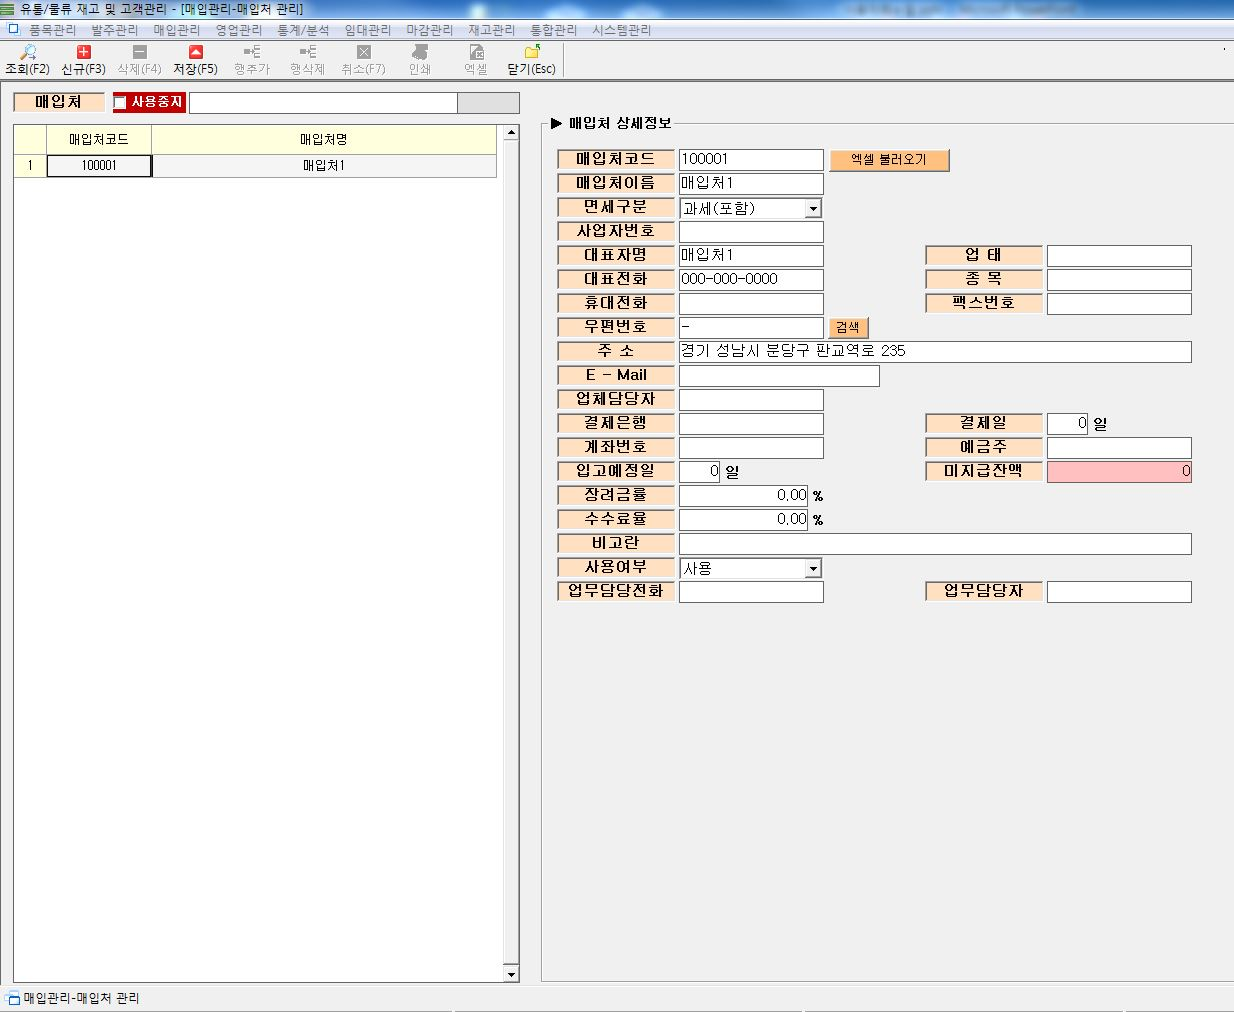 유통/물류 재고 및 고객관리 - [매입관리-매입처 관리]
품목관리 발주관리 매입관리 영업관리 통계/분석 임대관리 마감관리 재고관리 통합관리 시스템관리
조회(F2) 신규(F3) 삭제(F4) 저장(F5) 행추가 행삭제 취소(F7) 인쇄 엑셀 닫기(Esc)
매입처 사용중지
매입처코드 매입처명
1 100001 매입처1
▶ 매입처 상세정보
매입처코드 100001 엑셀 불러오기
매입처이름 매입처1
면세구분 과세(포함)
사업자번호
대표자명 매입처1 업 태
대표전화 000-000-0000 종 목
휴대전화 팩스번호
우편번호 - 검색
주 소 경기 성남시 분당구 판교역로 235
E - Mail
업체담당자
결제은행 결제일 0 일
계좌번호 예금주
입고예정일 0 일 미지급잔액 0
장려금률 0.00 %
수수료율 0.00 %
비고란
사용여부 사용
업무담당전화 업무담당자
매입관리-매입처 관리